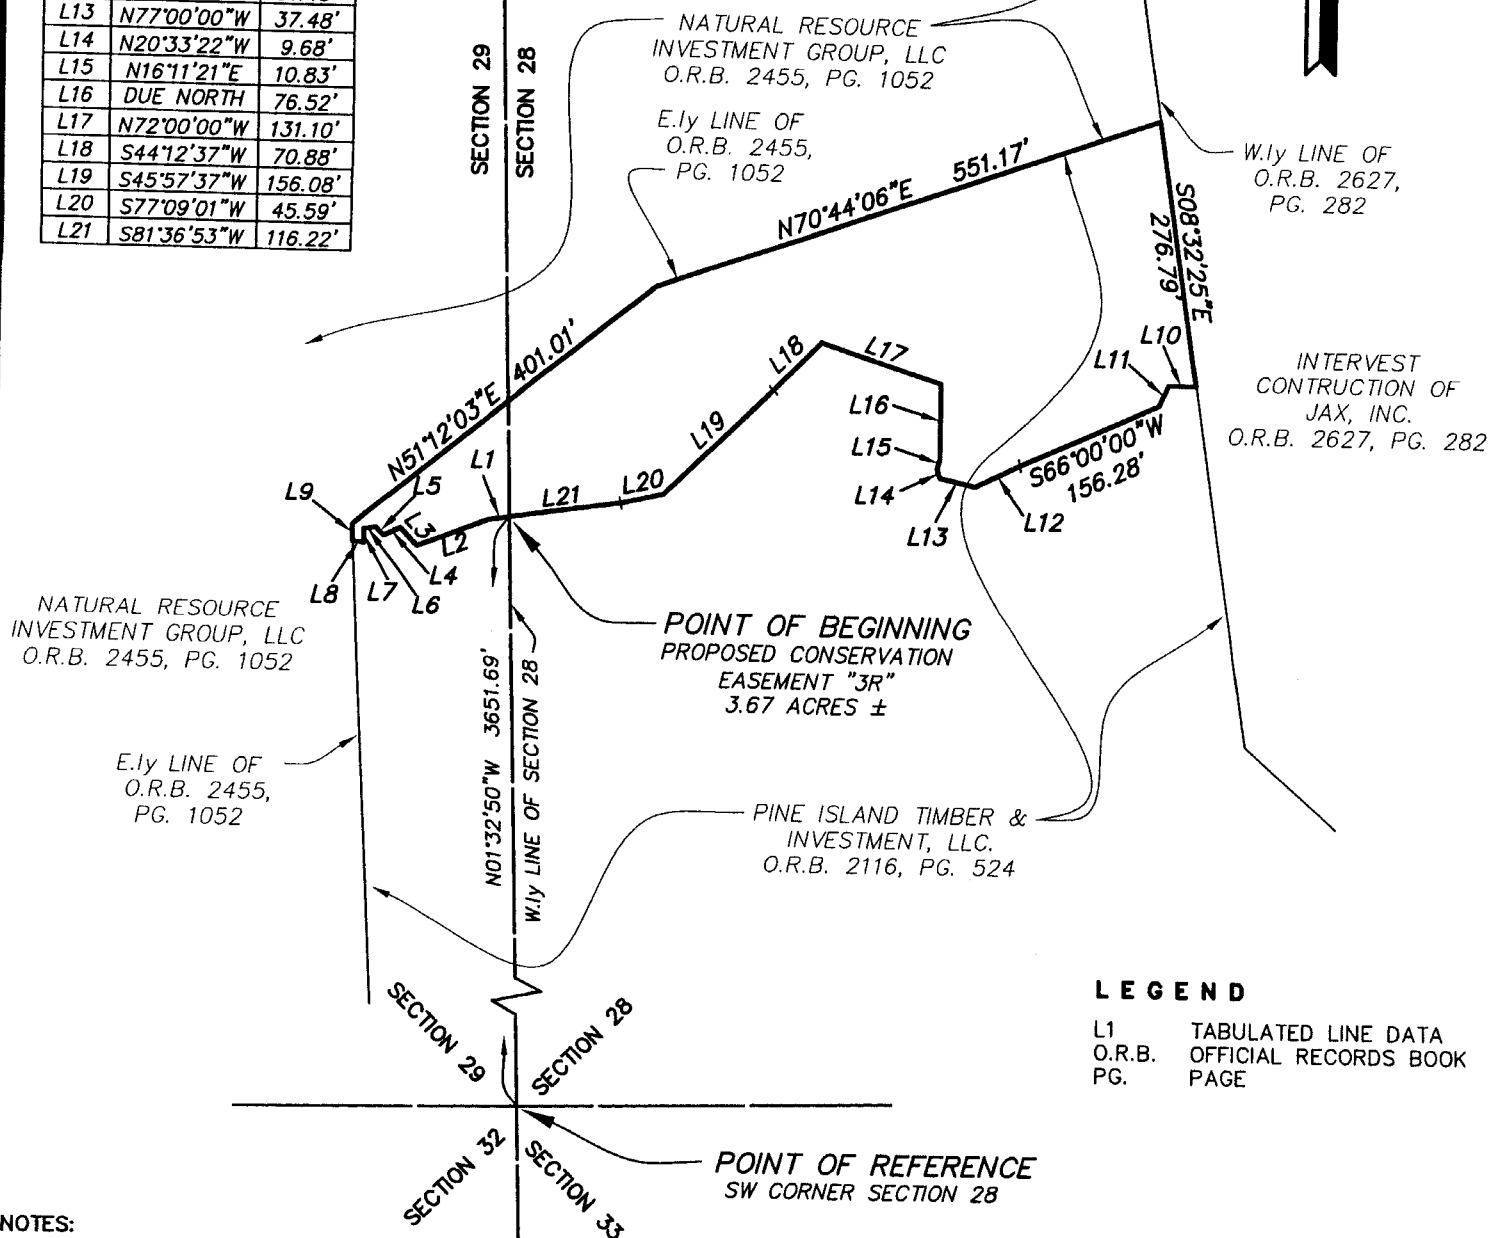 L13 N77°00'00"W 37.48'
L14 N20°33'22"W 9.68'
L15 N16°11'21"E 10.83'
L16 DUE NORTH 76.52'
L17 N72°00'00"W 131.10'
L18 S44°12'37"W 70.88'
L19 S45°57'37"W 156.08'
L20 S77°09'01"W 45.59'
L21 S81°36'53"W 116.22'
SECTION 29
SECTION 28
NATURAL RESOURCE
INVESTMENT GROUP, LLC
O.R.B. 2455, PG. 1052
E.ly LINE OF
O.R.B. 2455,
PG. 1052
W.ly LINE OF
O.R.B. 2627,
PG. 282
N70°44'06"E 551.17'
S08°32'25"E
276.79'
N51°12'03"E 401.01'
L18
L17
L10
L11
L16
L19
L15
L14
L13
L12
S66°00'00"W
156.28'
INTERVEST
CONTRUCTION OF
JAX, INC.
O.R.B. 2627, PG. 282
L1
L9
L5
L3
L2
L21
L20
L8
L7
L6
L4
NATURAL RESOURCE
INVESTMENT GROUP, LLC
O.R.B. 2455, PG. 1052
POINT OF BEGINNING
PROPOSED CONSERVATION
EASEMENT "3R"
3.67 ACRES ±
N01°32'50"W 3651.69'
W.ly LINE OF SECTION 28
E.ly LINE OF
O.R.B. 2455,
PG. 1052
PINE ISLAND TIMBER &
INVESTMENT, LLC.
O.R.B. 2116, PG. 524
SECTION 29
SECTION 28
LEGEND
L1 TABULATED LINE DATA
O.R.B. OFFICIAL RECORDS BOOK
PG. PAGE
SECTION 32
SECTION 33
POINT OF REFERENCE
SW CORNER SECTION 28
NOTES: